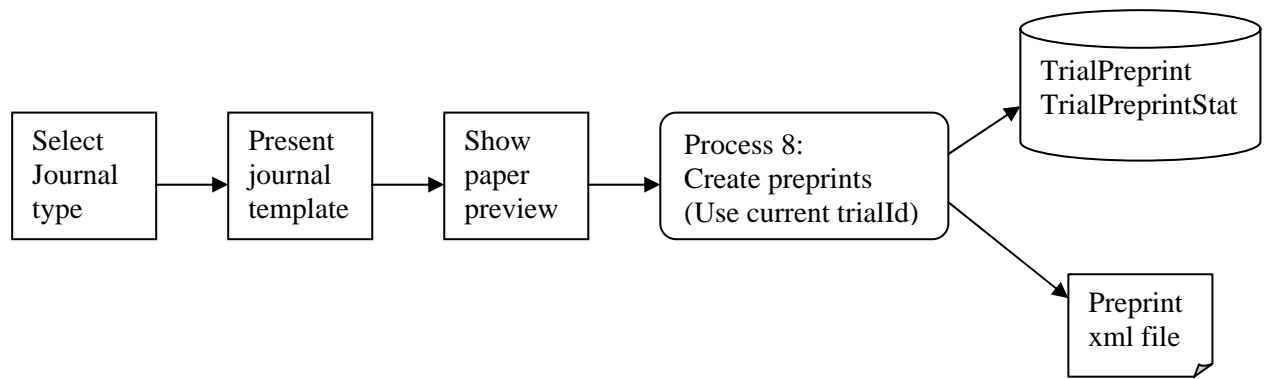 Select
Journal
type
Present
journal
template
Show
paper
preview
Process 8:
Create preprints
(Use current trialId)
TrialPreprint
TrialPreprintStat
Preprint
xml file